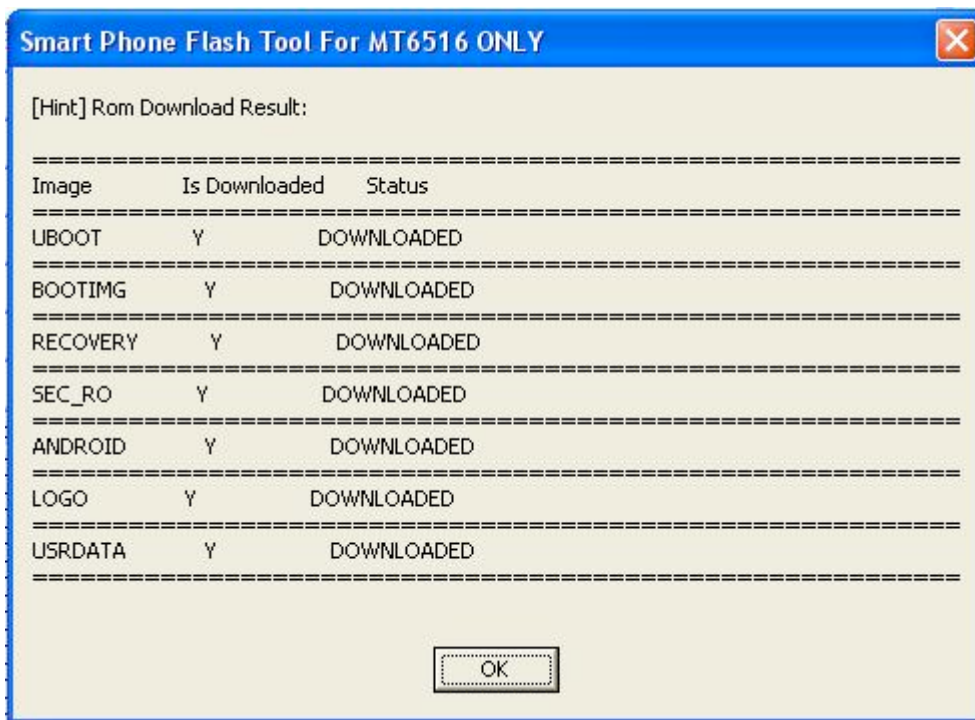 Smart Phone Flash Tool For MT6516 ONLY
[Hint] Rom Download Result:
==========================================================
Image Is Downloaded Status
==========================================================
UBOOT Y DOWNLOADED
==========================================================
BOOTIMG Y DOWNLOADED
==========================================================
RECOVERY Y DOWNLOADED
==========================================================
SEC_RO Y DOWNLOADED
==========================================================
ANDROID Y DOWNLOADED
==========================================================
LOGO Y DOWNLOADED
==========================================================
USRDATA Y DOWNLOADED
==========================================================
OK